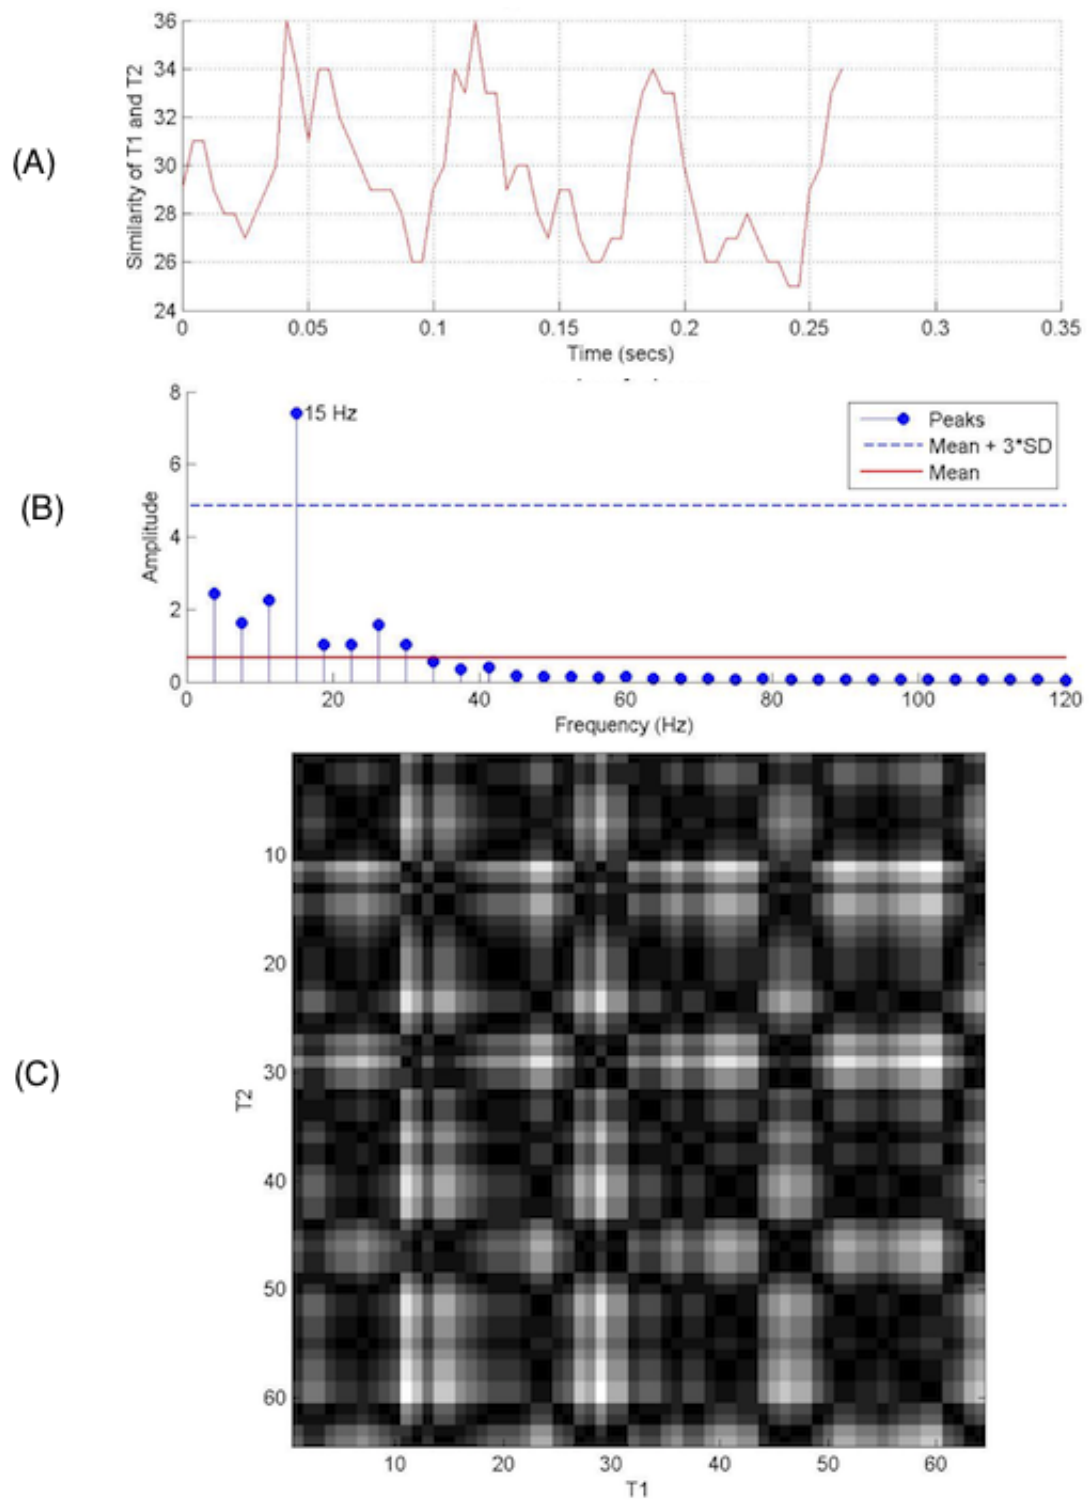 (A)
Similarity of T1 and T2
36
34
32
30
28
26
24
0 0.05 0.1 0.15 0.2 0.25 0.3 0.35
Time (secs)
(B)
Amplitude
8
6
4
2
0
15 Hz
Peaks
Mean + 3*SD
Mean
0 20 40 60 80 100 120
Frequency (Hz)
(C)
T2
10
20
30
40
50
60
10 20 30 40 50 60
T1